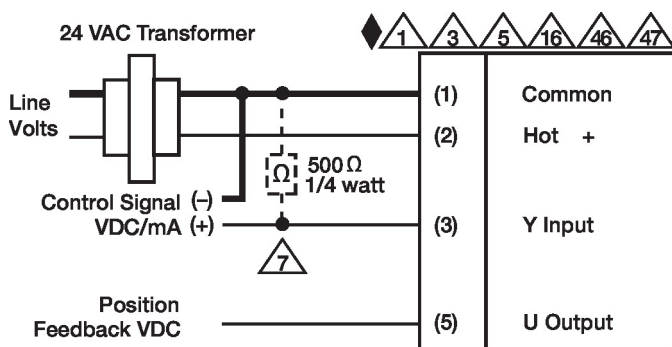 24 VAC Transformer
1 3 5 16 46 47
Line
Volts
(1) Common
(2) Hot +
Ω 500 Ω
1/4 watt
Control Signal (–)
VDC/mA (+)
(3) Y Input
7
Position
Feedback VDC
(5) U Output